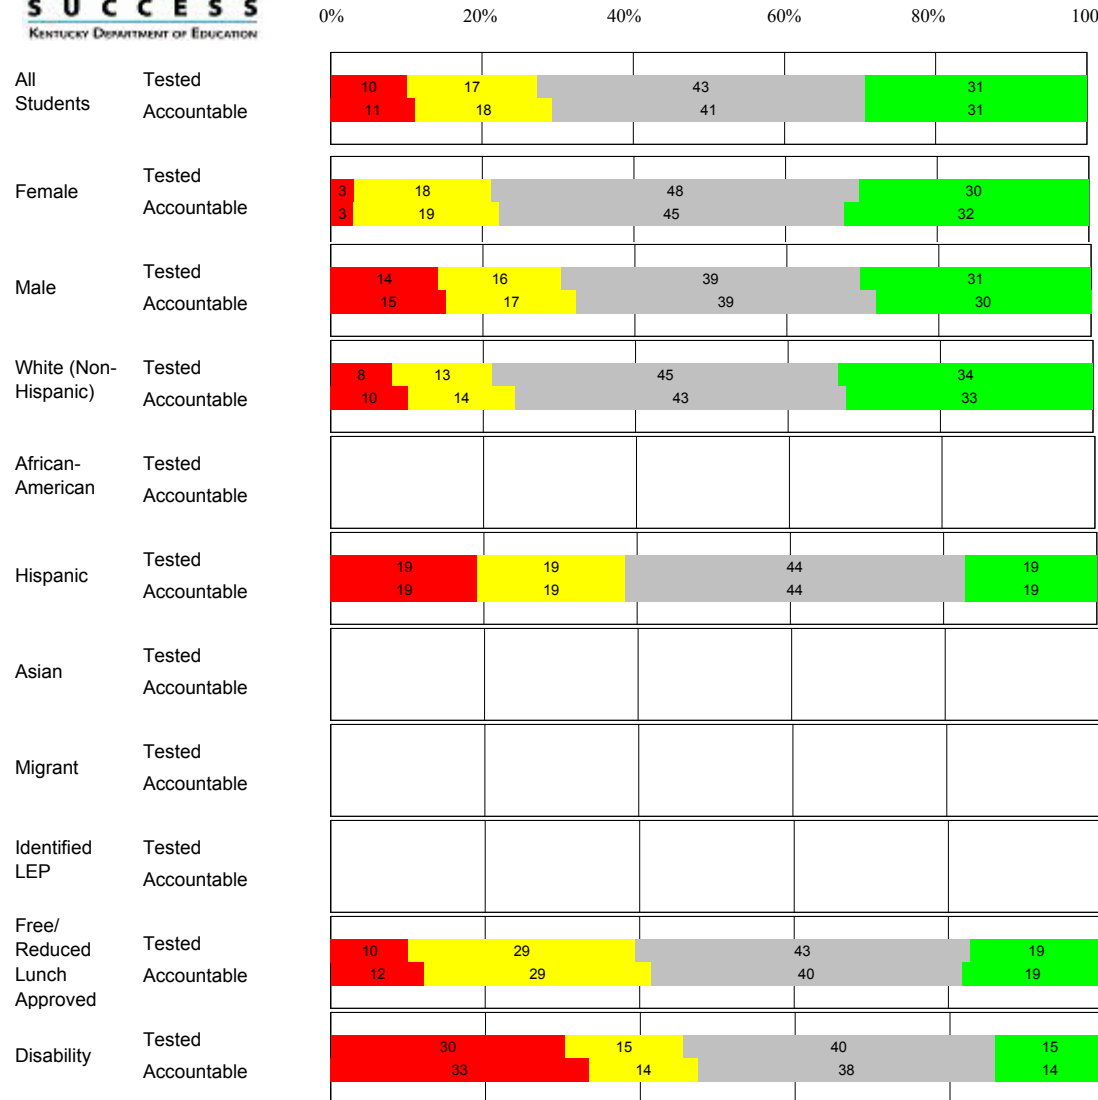 SUCCESS
KENTUCKY DEPARTMENT OF EDUCATION
0% 20% 40% 60% 80% 100
All Students
Tested 10 17 43 31
Accountable 11 18 41 31
Female
Tested 3 18 48 30
Accountable 3 19 45 32
Male
Tested 14 16 39 31
Accountable 15 17 39 30
White (Non-
Hispanic)
Tested 8 13 45 34
Accountable 10 14 43 33
African-
American
Tested
Accountable
Hispanic
Tested 19 19 44 19
Accountable 19 19 44 19
Asian
Tested
Accountable
Migrant
Tested
Accountable
Identified
LEP
Tested
Accountable
Free/
Reduced
Lunch
Approved
Tested 10 29 43 19
Accountable 12 29 40 19
Disability
Tested 30 15 40 15
Accountable 33 14 38 14